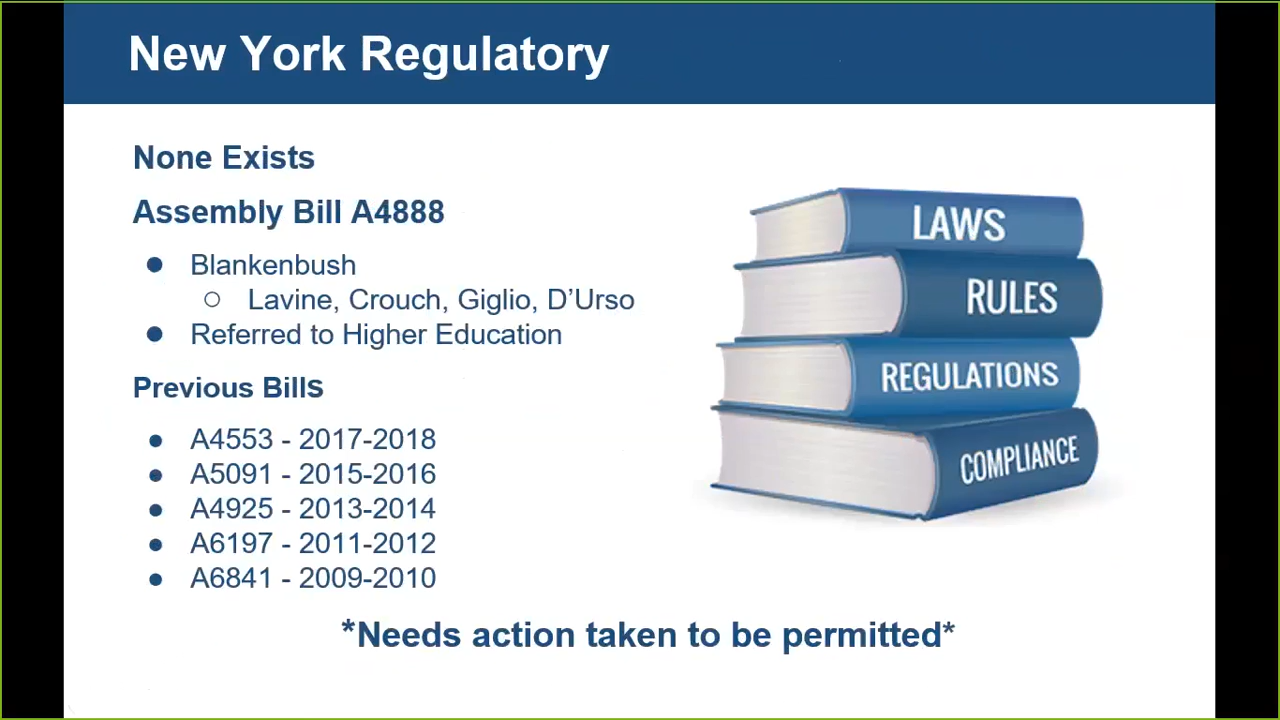 New York Regulatory
None Exists
Assembly Bill A4888
● Blankenbush
○ Lavine, Crouch, Giglio, D’Urso
● Referred to Higher Education
Previous Bills
● A4553 - 2017-2018
● A5091 - 2015-2016
● A4925 - 2013-2014
● A6197 - 2011-2012
● A6841 - 2009-2010
*Needs action taken to be permitted*
LAWS
RULES
REGULATIONS
COMPLIANCE